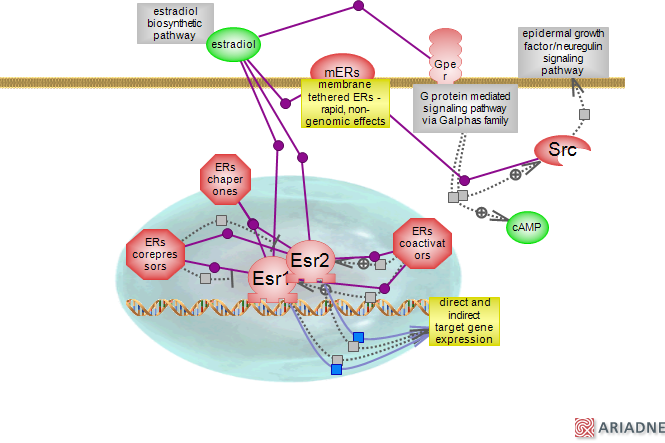 estradiol
biosynthetic
pathway
estradiol
Gpe
r
epidermal growth
factor/neuregulin
signaling
pathway
mERs
membrane
tethered ERs -
rapid, non-
genomic effects
G protein mediated
signaling pathway
via Galphas family
Src
ERs
chaper
ones
cAMP
ERs
corepres
sors
Esr1
Esr2
ERs
coactivat
ors
direct and
indirect
target gene
expression
ARIADNE